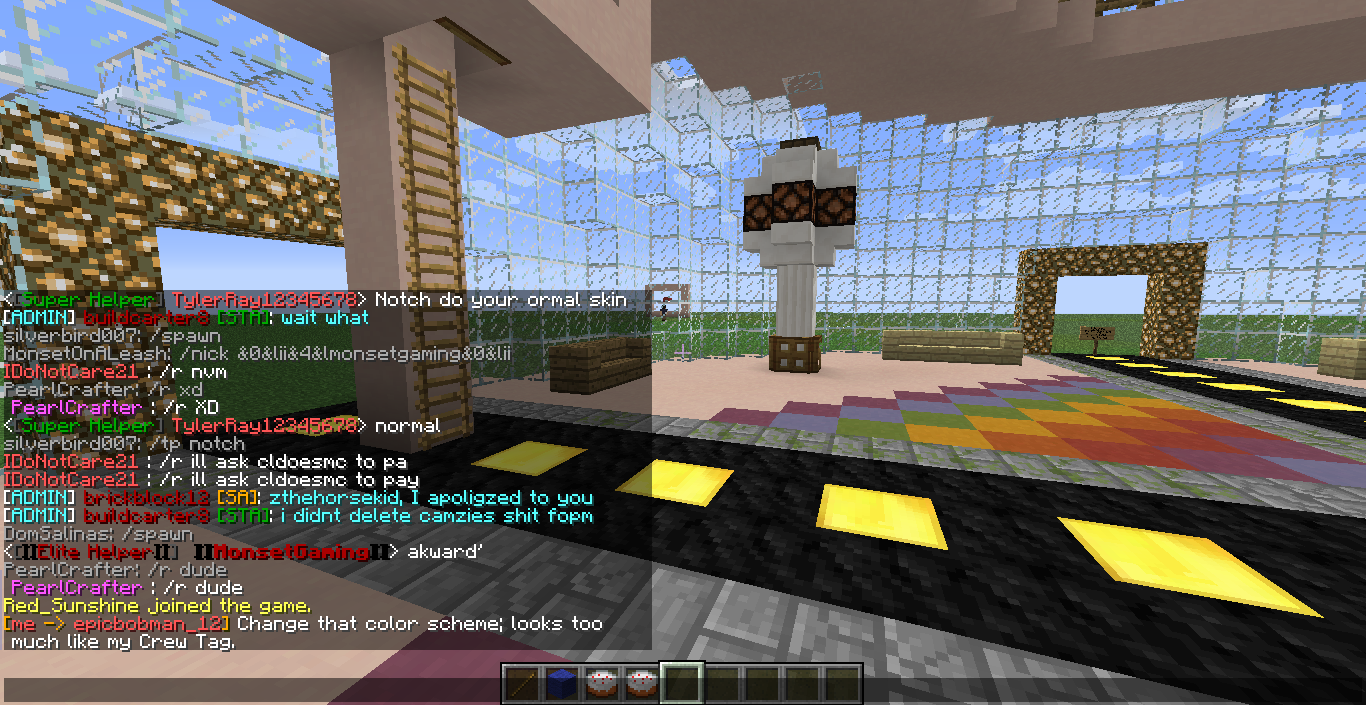 <[Super Helper] TylerRay12345678> Notch do your ormal skin
[ADMIN] buildcarter8 [STA]: wait what
silverbird007: /spawn
MonsetOnALeash: /nick &0&lii&4&lmonsetgaming&0&lii
IDoNotCare21 : /r nvm
PearlCrafter: /r xd
PearlCrafter : /r XD
<[Super Helper] TylerRay12345678> normal
silverbird007: /tp notch
IDoNotCare21 : /r ill ask cldoesmc to pa
IDoNotCare21 : /r ill ask cldoesmc to pay
[ADMIN] brickblock12 [SA]: zthehorsekid, I apoligzed to you
[ADMIN] buildcarter8 [STA]: i didnt delete camzies shit fopm
DomSalinas: /spawn
<[Elite Helper] MonsetGaming> akward'
PearlCrafter: /r dude
PearlCrafter : /r dude
Red_Sunshine joined the game.
[me -> epicbobman_12] Change that color scheme; looks too
much like my Crew Tag.